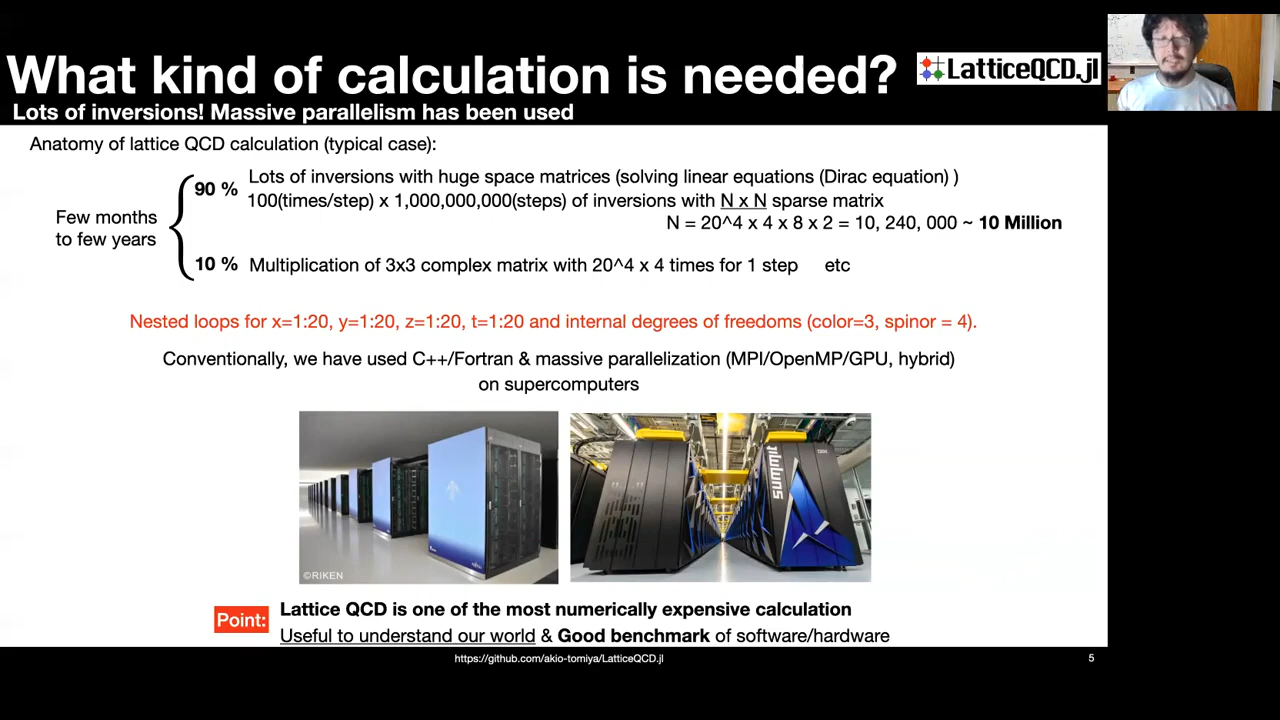 What kind of calculation is needed?
LatticeQCD.jl
Lots of inversions! Massive parallelism has been used
Anatomy of lattice QCD calculation (typical case):
Few months
to few years
90 %
Lots of inversions with huge space matrices (solving linear equations (Dirac equation) )
100(times/step) x 1,000,000,000(steps) of inversions with N x N sparse matrix
N = 20^4 x 4 x 8 x 2 = 10, 240, 000 ~ 10 Million
10 %
Multiplication of 3x3 complex matrix with 20^4 x 4 times for 1 step etc
Nested loops for x=1:20, y=1:20, z=1:20, t=1:20 and internal degrees of freedoms (color=3, spinor = 4).
Conventionally, we have used C++/Fortran & massive parallelization (MPI/OpenMP/GPU, hybrid)
on supercomputers
©RIKEN
SUMMIT
IBM
Point:
Lattice QCD is one of the most numerically expensive calculation
Useful to understand our world & Good benchmark of software/hardware
https://github.com/akio-tomiya/LatticeQCD.jl
5